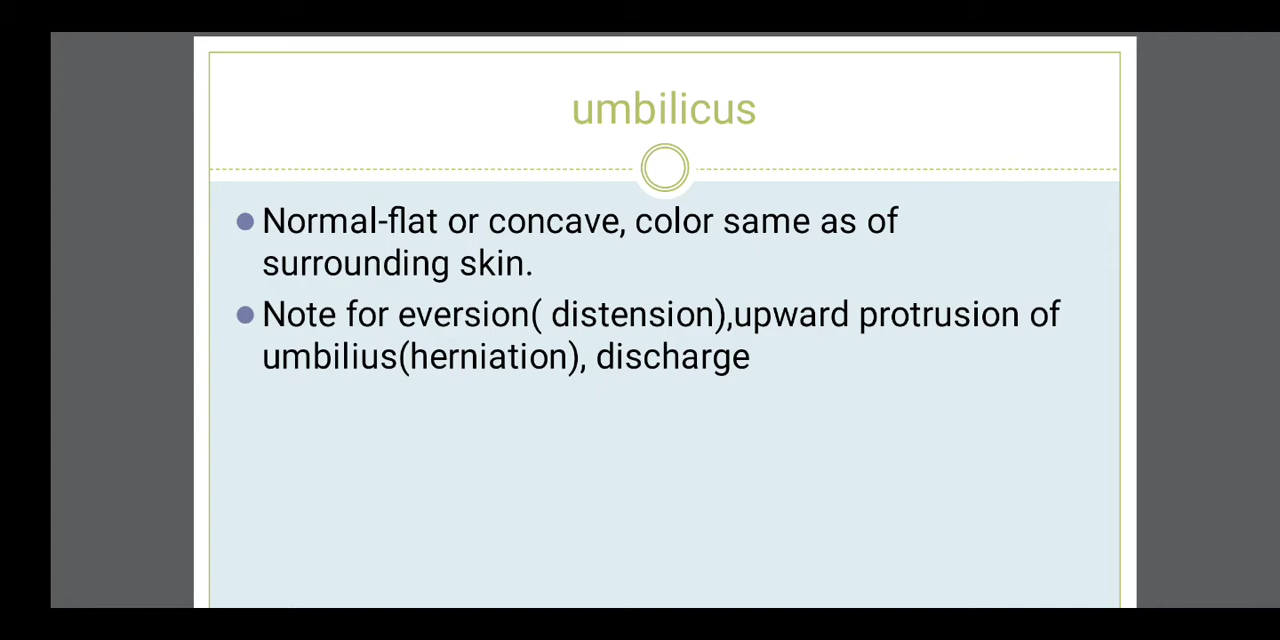 umbilicus
Normal-flat or concave, color same as of
surrounding skin.
Note for eversion( distension),upward protrusion of
umbilius(herniation), discharge